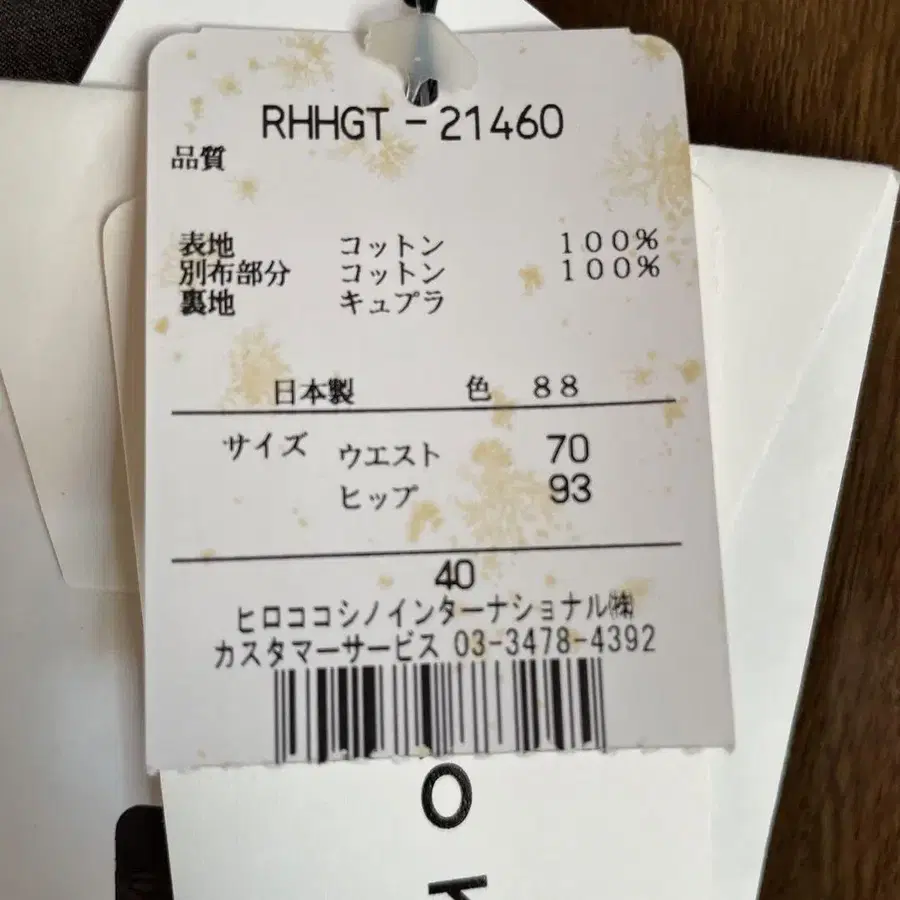 RHHGT-21460
品質
表地 コットン 100%
別布部分 コットン 100%
裏地 キュプラ
日本製 色 88
サイズ ウエスト 70
ヒップ 93
40
ヒロココシノインターナショナル㈱
カスタマーサービス 03-3478-4392
O
K